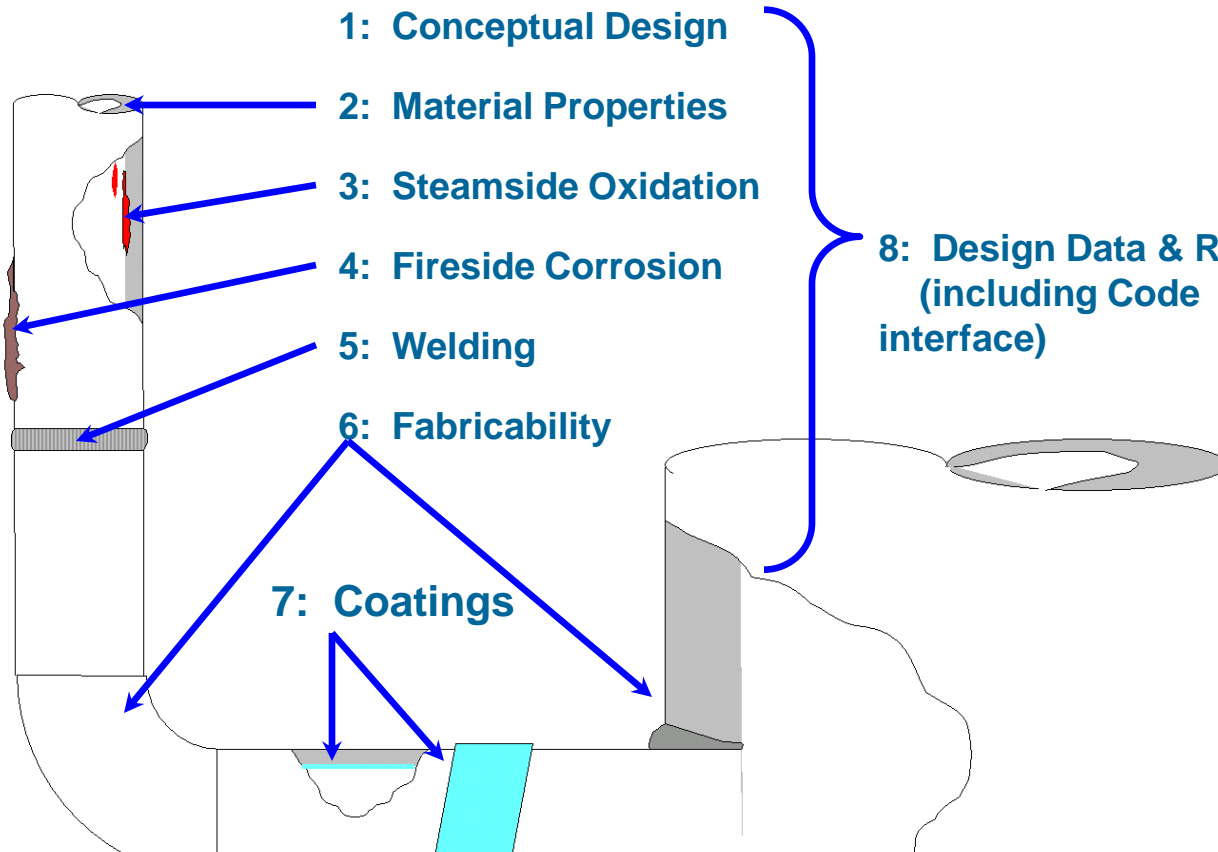 1: Conceptual Design
2: Material Properties
3: Steamside Oxidation
4: Fireside Corrosion
5: Welding
6: Fabricability
7: Coatings
8: Design Data & R
(including Code
interface)